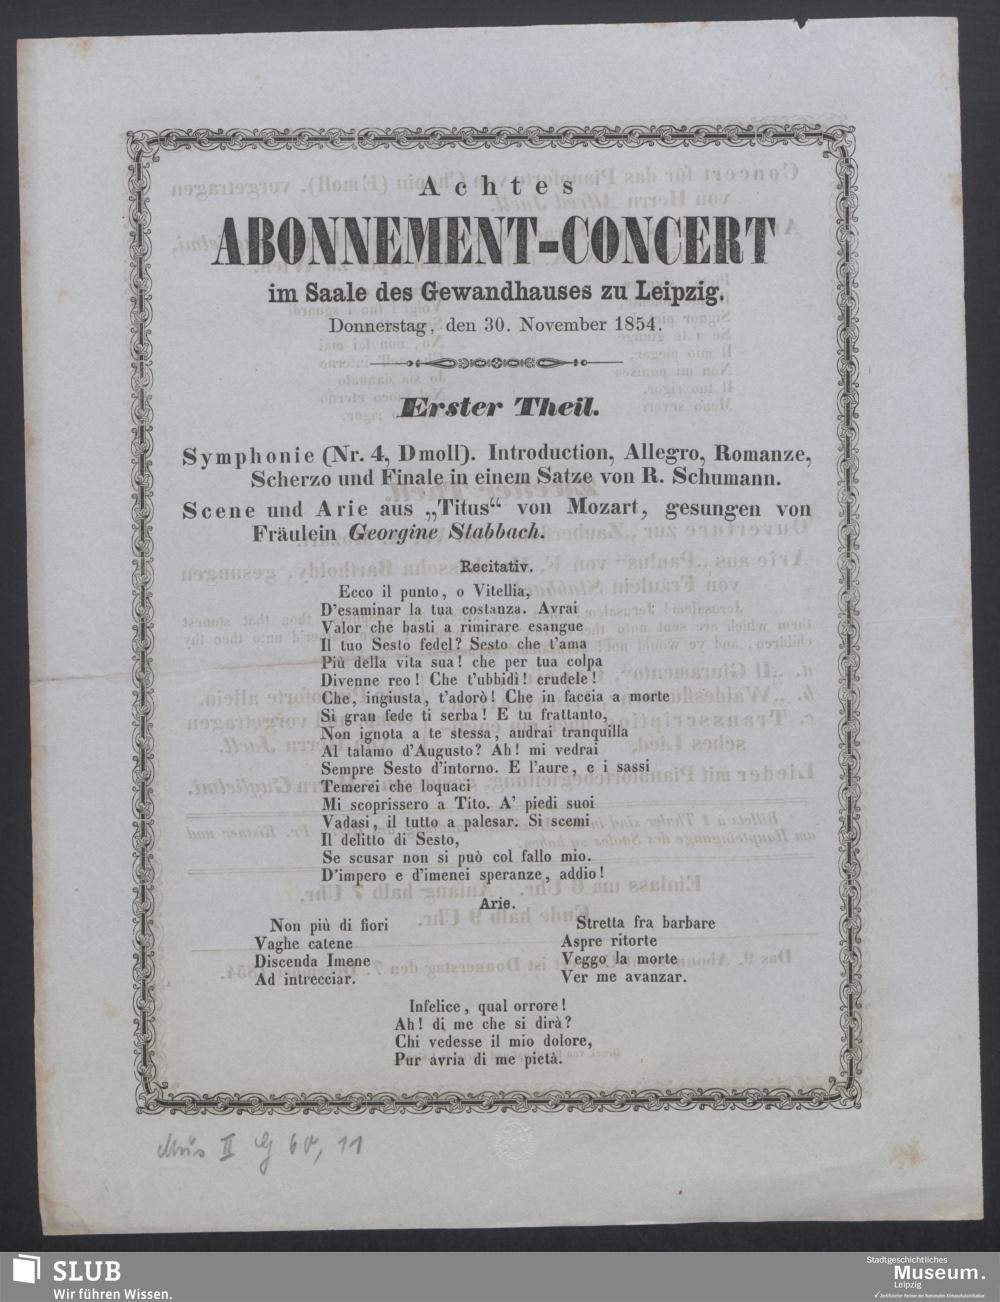 Achtes
ABONNEMENT-CONCERT
im Saale des Gewandhauses zu Leipzig.
Donnerstag, den 30. November 1854.
Erster Theil.
Symphonie (Nr. 4, Dmoll). Introduction, Allegro, Romanze,
Scherzo und Finale in einem Satze von R. Schumann.
Scene und Arie aus „Titus“ von Mozart, gesungen von
Fräulein Georgine Stabbach.
Recitativ.
Ecco il punto, o Vitellia,
D'esaminar la tua costanza. Avrai
Valor che basti a rimirare esangue
Il tuo Sesto fedel? Sesto che t'ama
Più della vita sua! che per tua colpa
Divenne reo! Che t'ubbidì! crudele!
Che, ingiusta, t'adorò! Che in faccia a morte
Si gran fede ti serba! E tu frattanto,
Non ignota a te stessa, andrai tranquilla
Al talamo d'Augusto? Ah! mi vedrai
Sempre Sesto d'intorno. E l'aure, e i sassi
Temerei che loquaci
Mi scoprissero a Tito. A' piedi suoi
Vadasi, il tutto a palesar. Si scemi
Il delitto di Sesto,
Se scusar non si può col fallo mio.
D'impero e d'imenei speranze, addio!
Arie.
Non più di fiori
Vaghe catene
Discenda Imene
Ad intrecciar.
Stretta fra barbare
Aspre ritorte
Veggo la morte
Ver me avanzar.
Infelice, qual orrore!
Ah! di me che si dirà?
Chi vedesse il mio dolore,
Pur avria di me pietà.
Mus II G 60, 11
SLUB
Wir führen Wissen.
Stadtgeschichtliches
Museum.
Leipzig